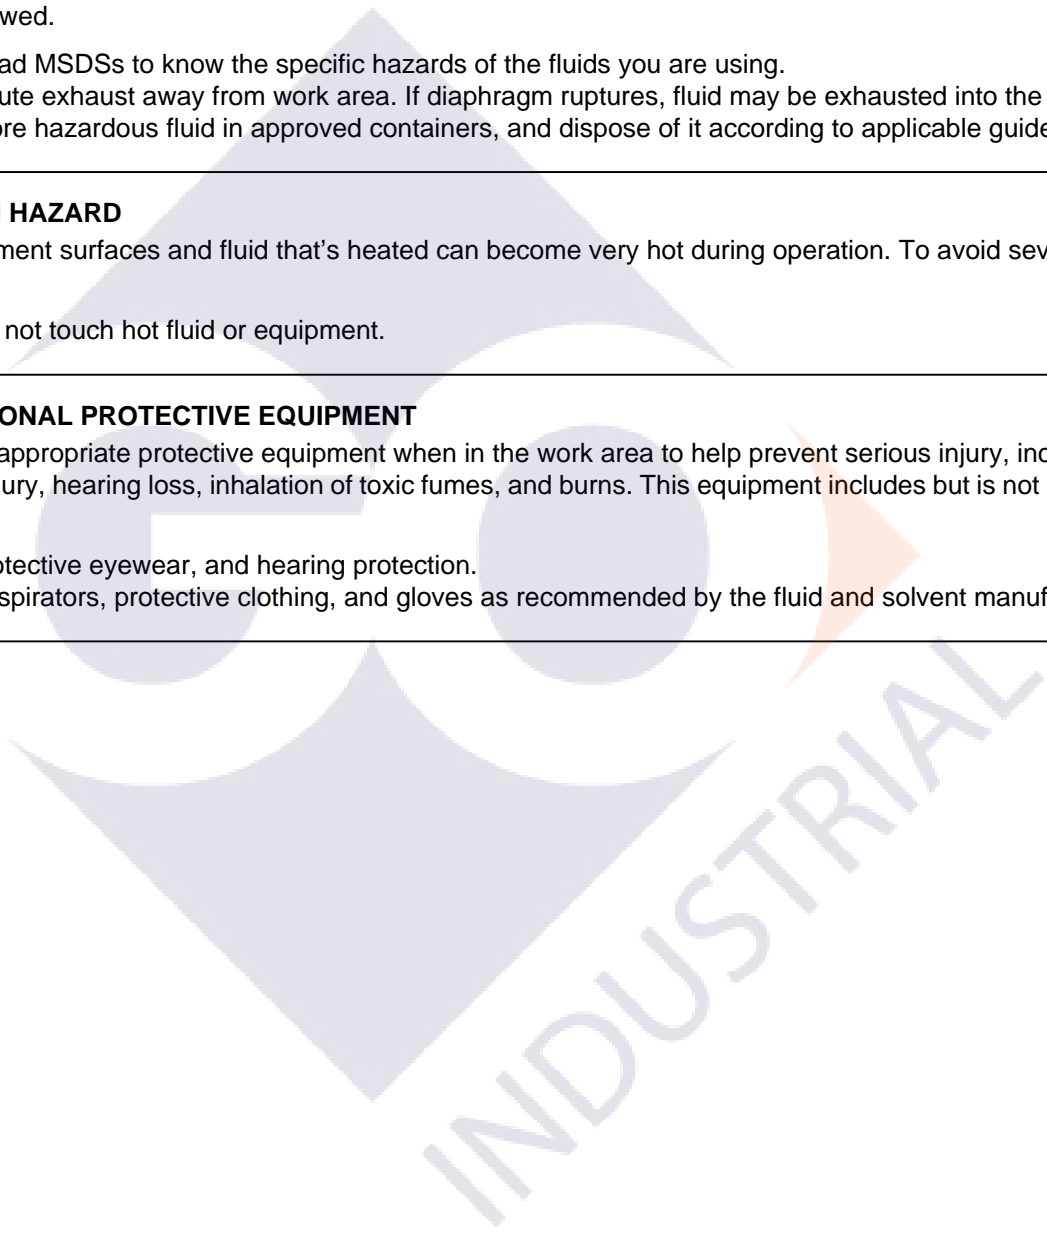 wed.
ad MSDSs to know the specific hazards of the fluids you are using.
ute exhaust away from work area. If diaphragm ruptures, fluid may be exhausted into the
ore hazardous fluid in approved containers, and dispose of it according to applicable guide
HAZARD
ment surfaces and fluid that’s heated can become very hot during operation. To avoid sev
not touch hot fluid or equipment.
ONAL PROTECTIVE EQUIPMENT
appropriate protective equipment when in the work area to help prevent serious injury, inc
ury, hearing loss, inhalation of toxic fumes, and burns. This equipment includes but is not
otective eyewear, and hearing protection.
spirators, protective clothing, and gloves as recommended by the fluid and solvent manuf
GO
INDUSTRIAL